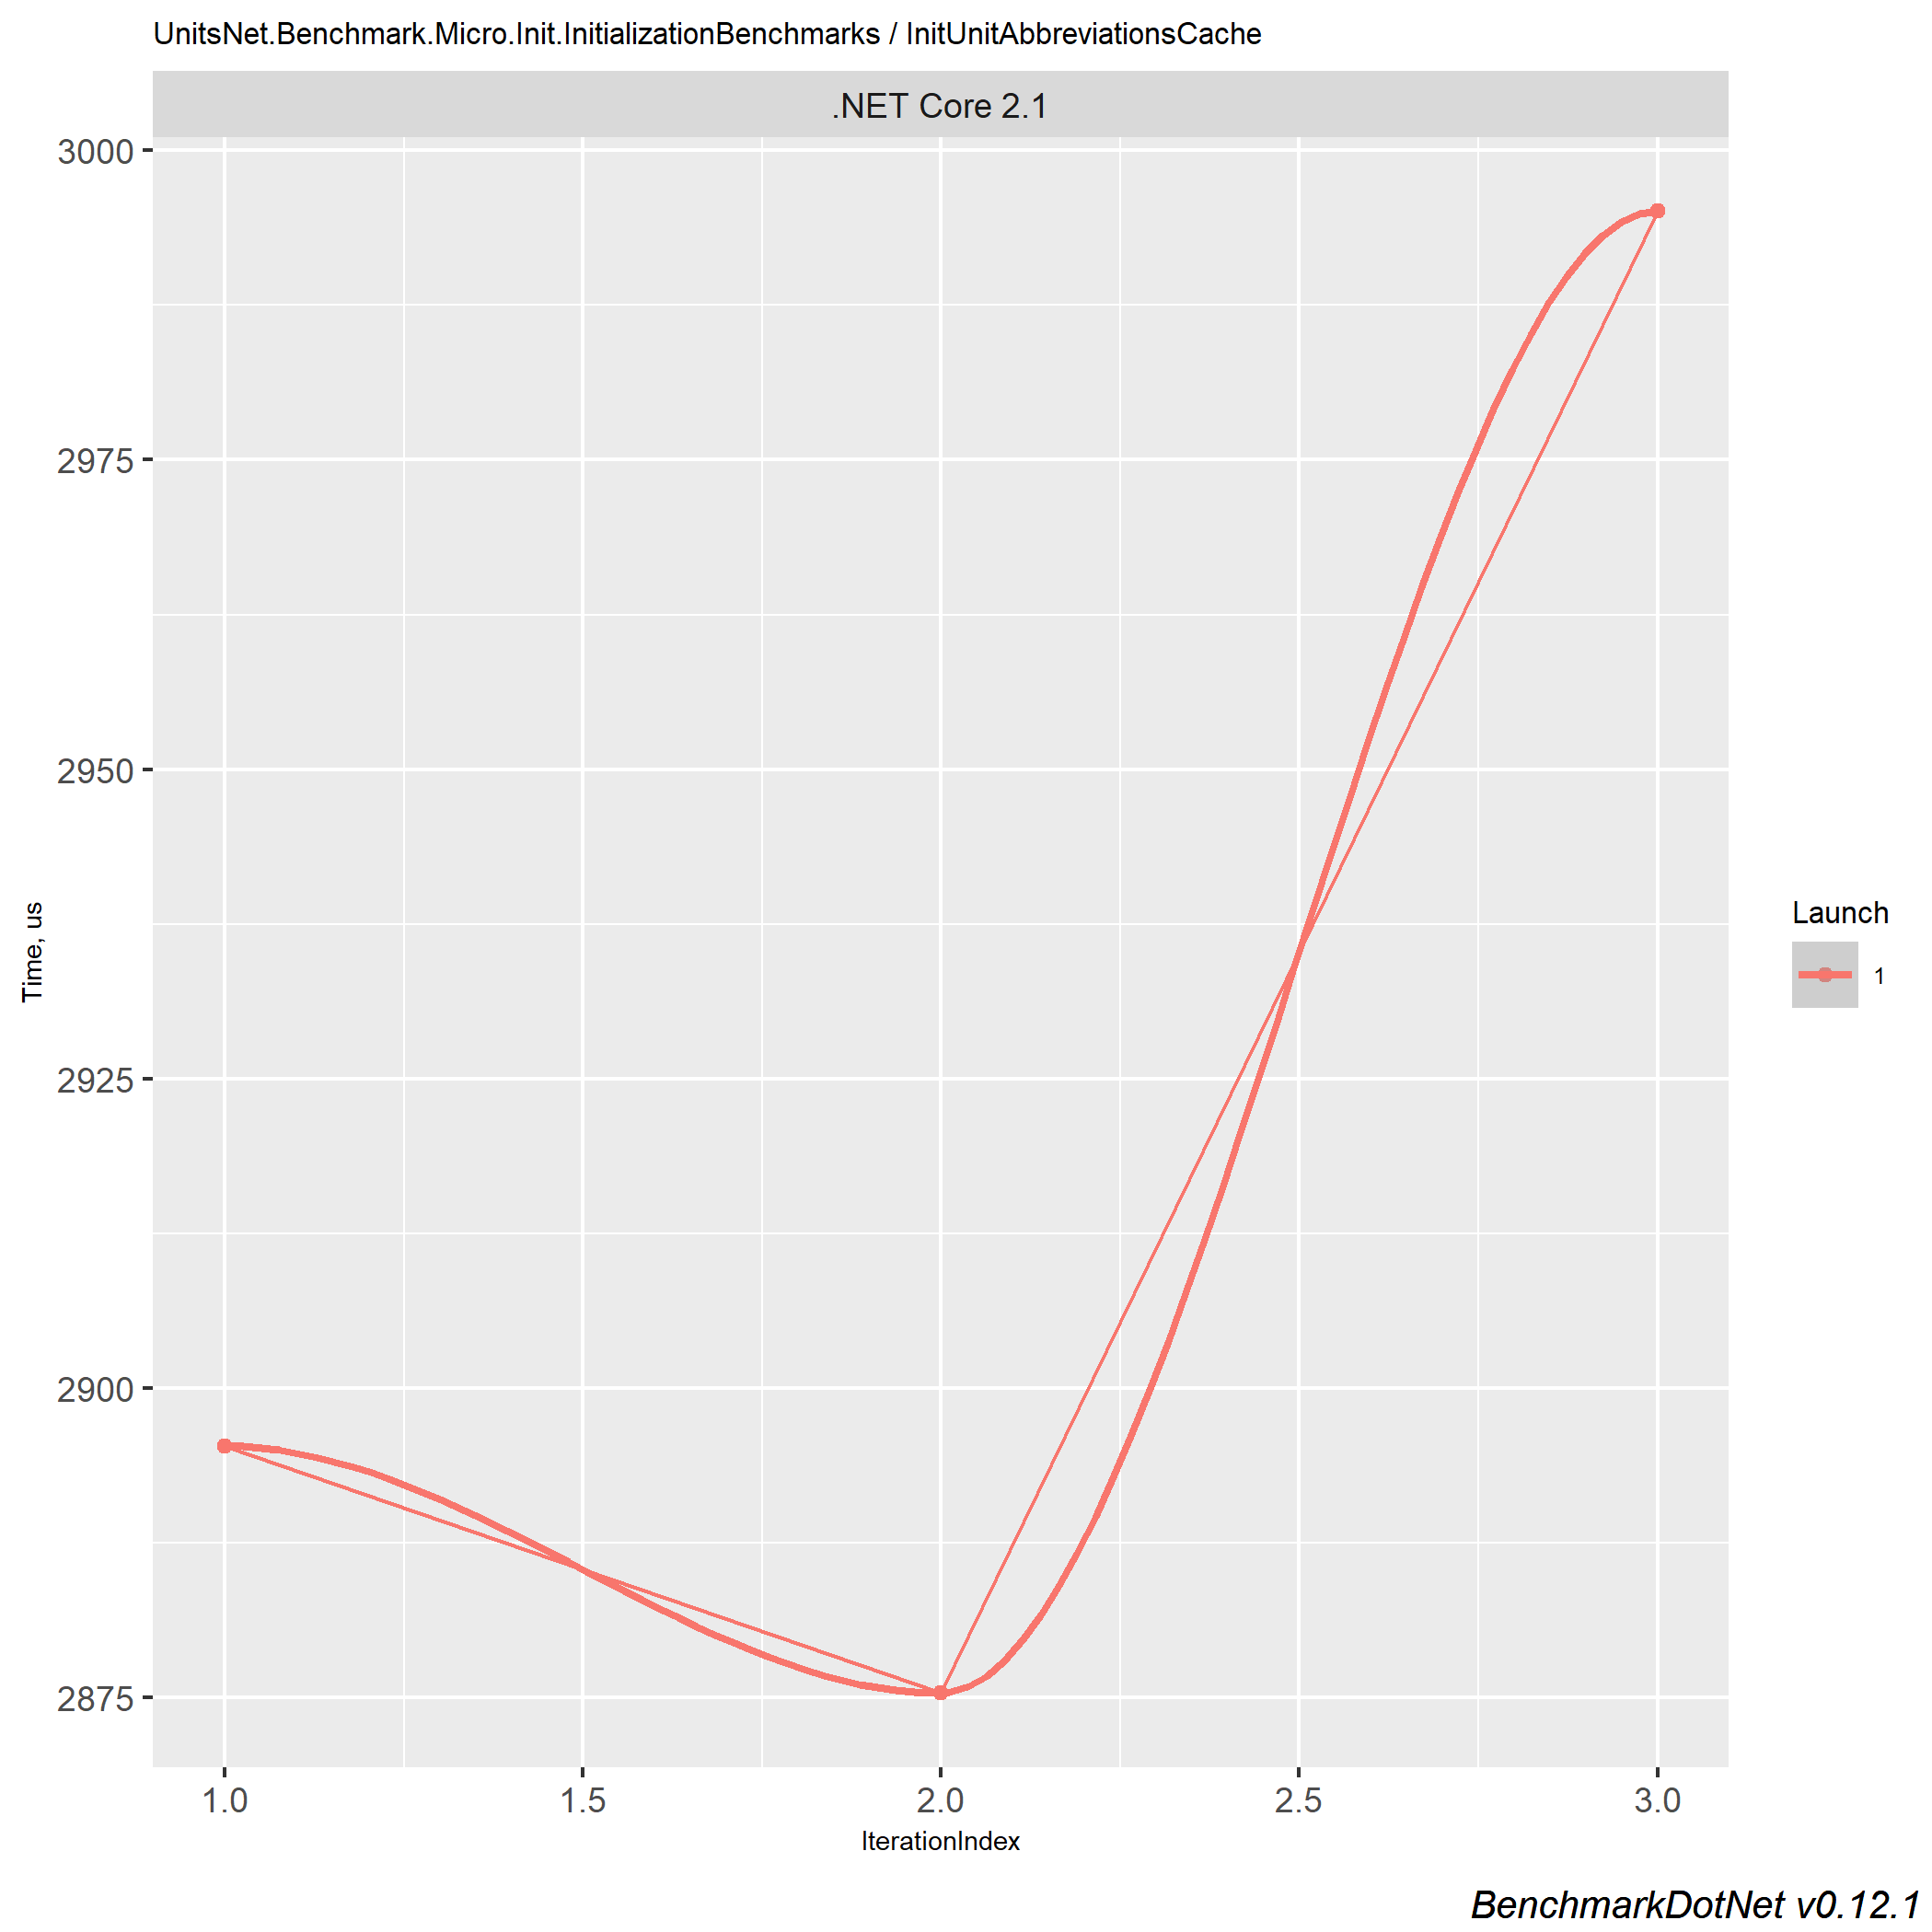 UnitsNet.Benchmark.Micro.Init.InitializationBenchmarks / InitUnitAbbreviationsCache
.NET Core 2.1
3000
2975
2950
2925
2900
2875
Time, us
1.0 1.5 2.0 2.5 3.0
IterationIndex
Launch
1
BenchmarkDotNet v0.12.1